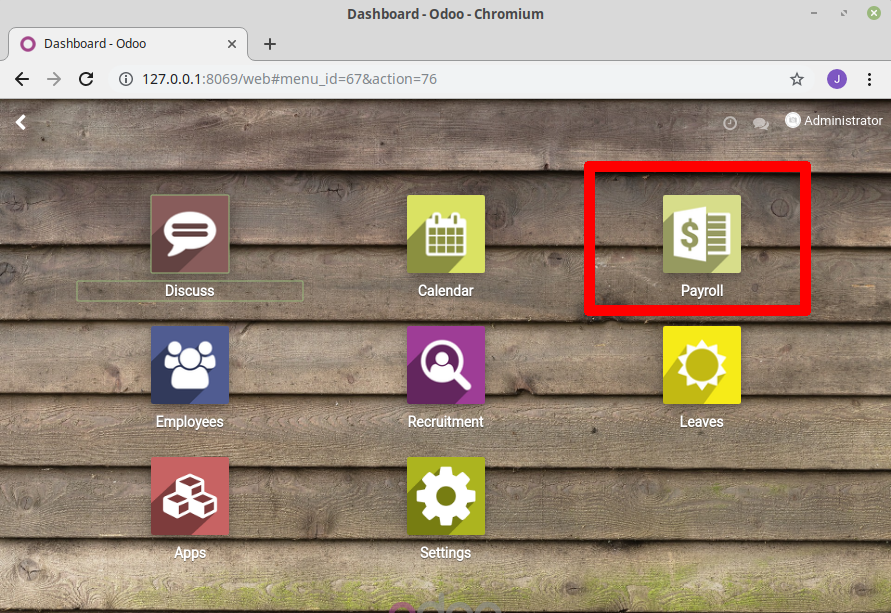 Dashboard - Odoo - Chromium
Dashboard - Odoo
127.0.0.1:8069/web#menu_id=67&action=76
J
Administrator
Discuss
Calendar
$
Payroll
Employees
Recruitment
Leaves
Apps
Settings
odoo